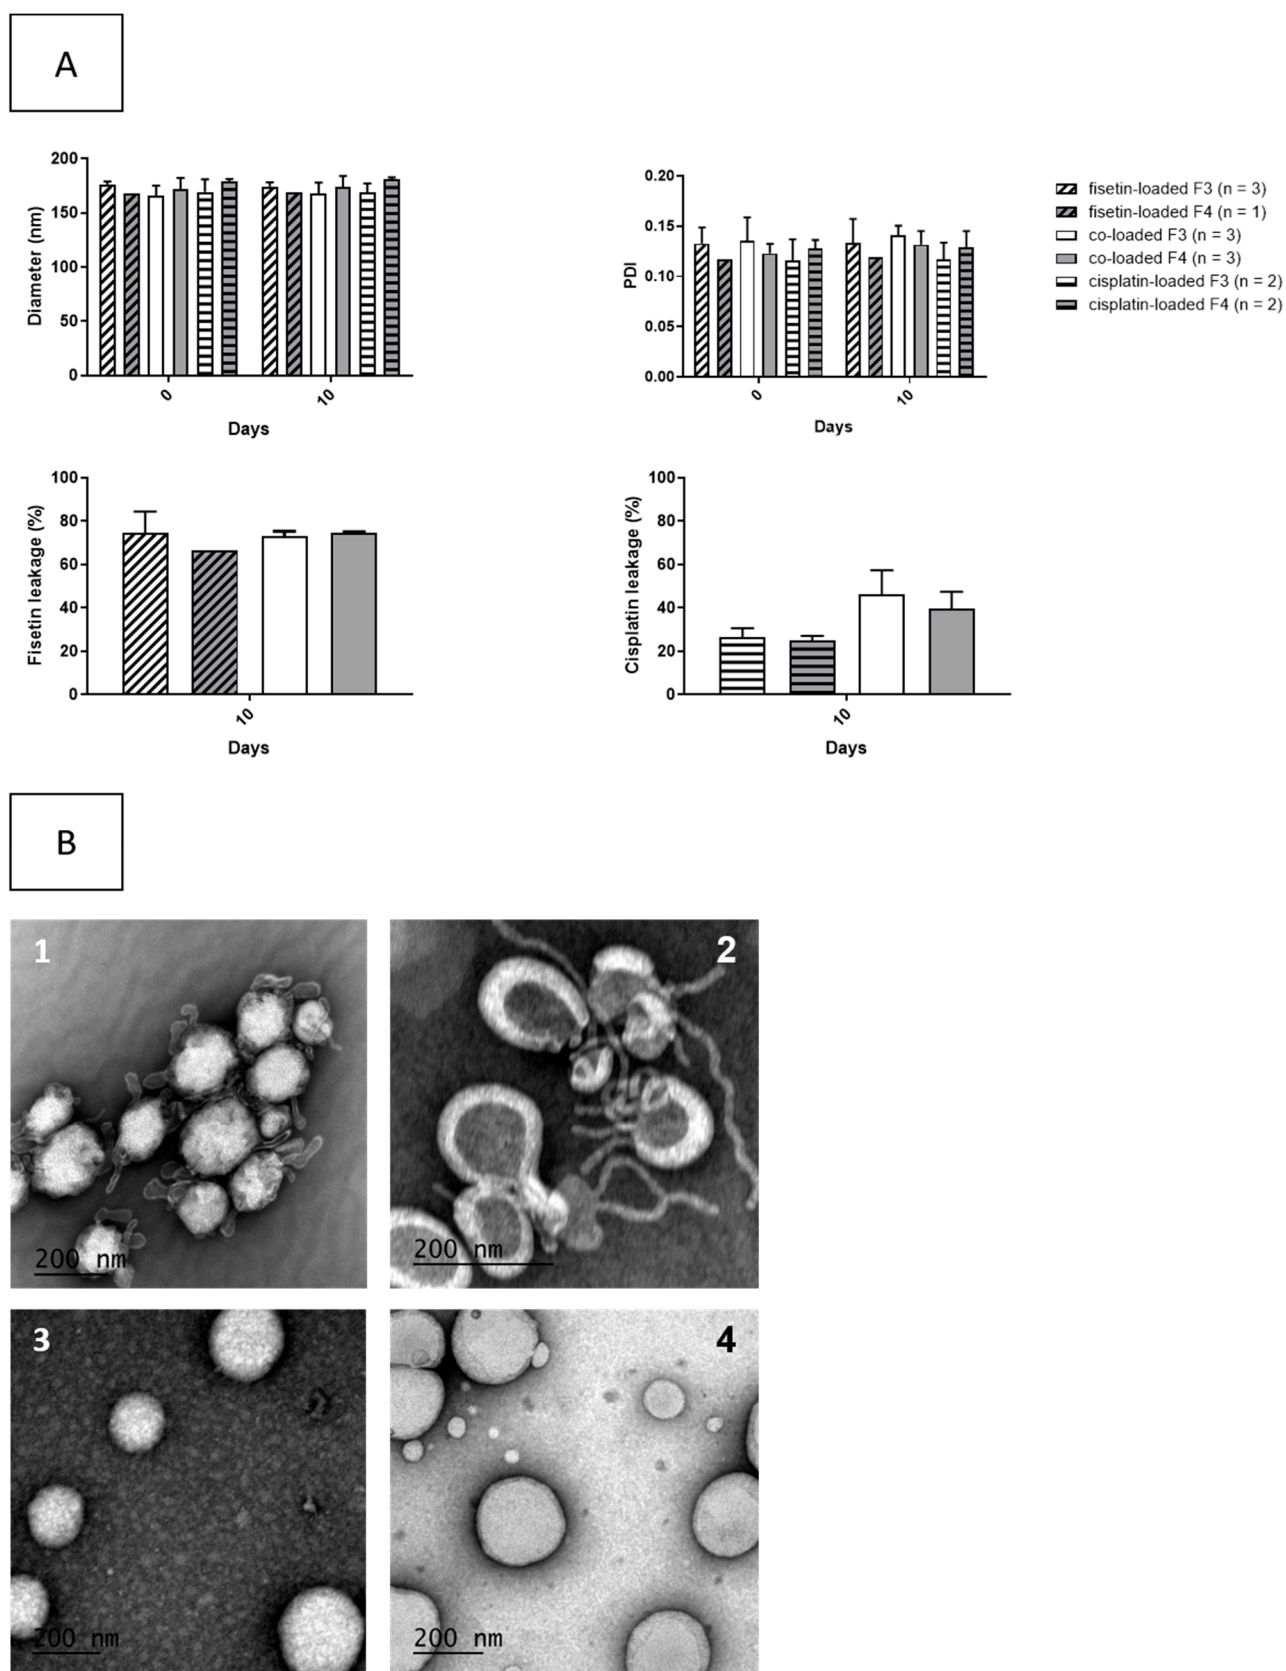 A
200
150
100
50
0
Diameter (nm)
0
10
Days
0.20
0.15
0.10
0.05
0.00
PDI
0
10
Days
fisetin-loaded F3 (n = 3)
fisetin-loaded F4 (n = 1)
co-loaded F3 (n = 3)
co-loaded F4 (n = 3)
cisplatin-loaded F3 (n = 2)
cisplatin-loaded F4 (n = 2)
100
80
60
40
20
0
Fisetin leakage (%)
10
Days
100
80
60
40
20
0
Cisplatin leakage (%)
10
Days
B
1
200 nm
2
200 nm
3
200 nm
4
200 nm